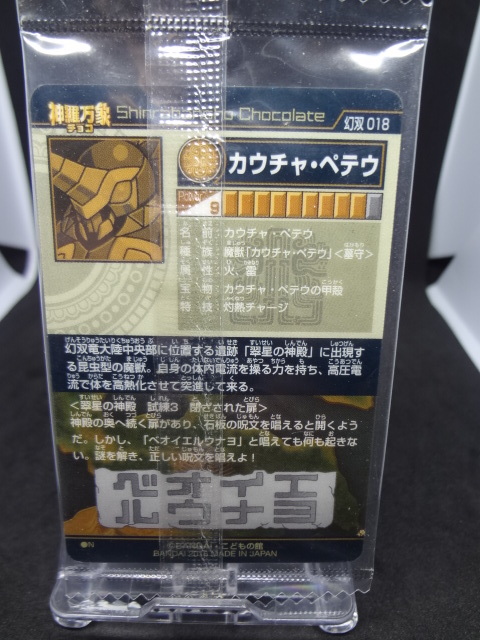 神羅万象
チョコ
Chocolate
幻双 018
カウチャ・ペテウ
9
名前：カウチャ・ペテウ
種族：魔獣「カウチャ・ペテウ」<墓守>
属性：火、雷
宝物：カウチャ・ペテウの甲殻
特技：灼熱チャージ
幻双竜大陸中央部に位置する遺跡「翠星の神殿」に出現す
る昆虫型の魔獣。自身の体内電流を操る力を持ち、高圧電
流で体を高熱化させて突進して来る。
<翠星の神殿 試練3 閉ざされた扉>
神殿の奥へ続く扉があり、石板の呪文を唱えると開くよう
だ。しかし、「ペオイエルウナヨ」と唱えても何も起きな
い。謎を解き、正しい呪文を唱えよ！
ペオイエ
ルウナヨ
●N
・こどもの館
BANDAI MADE IN JAPAN